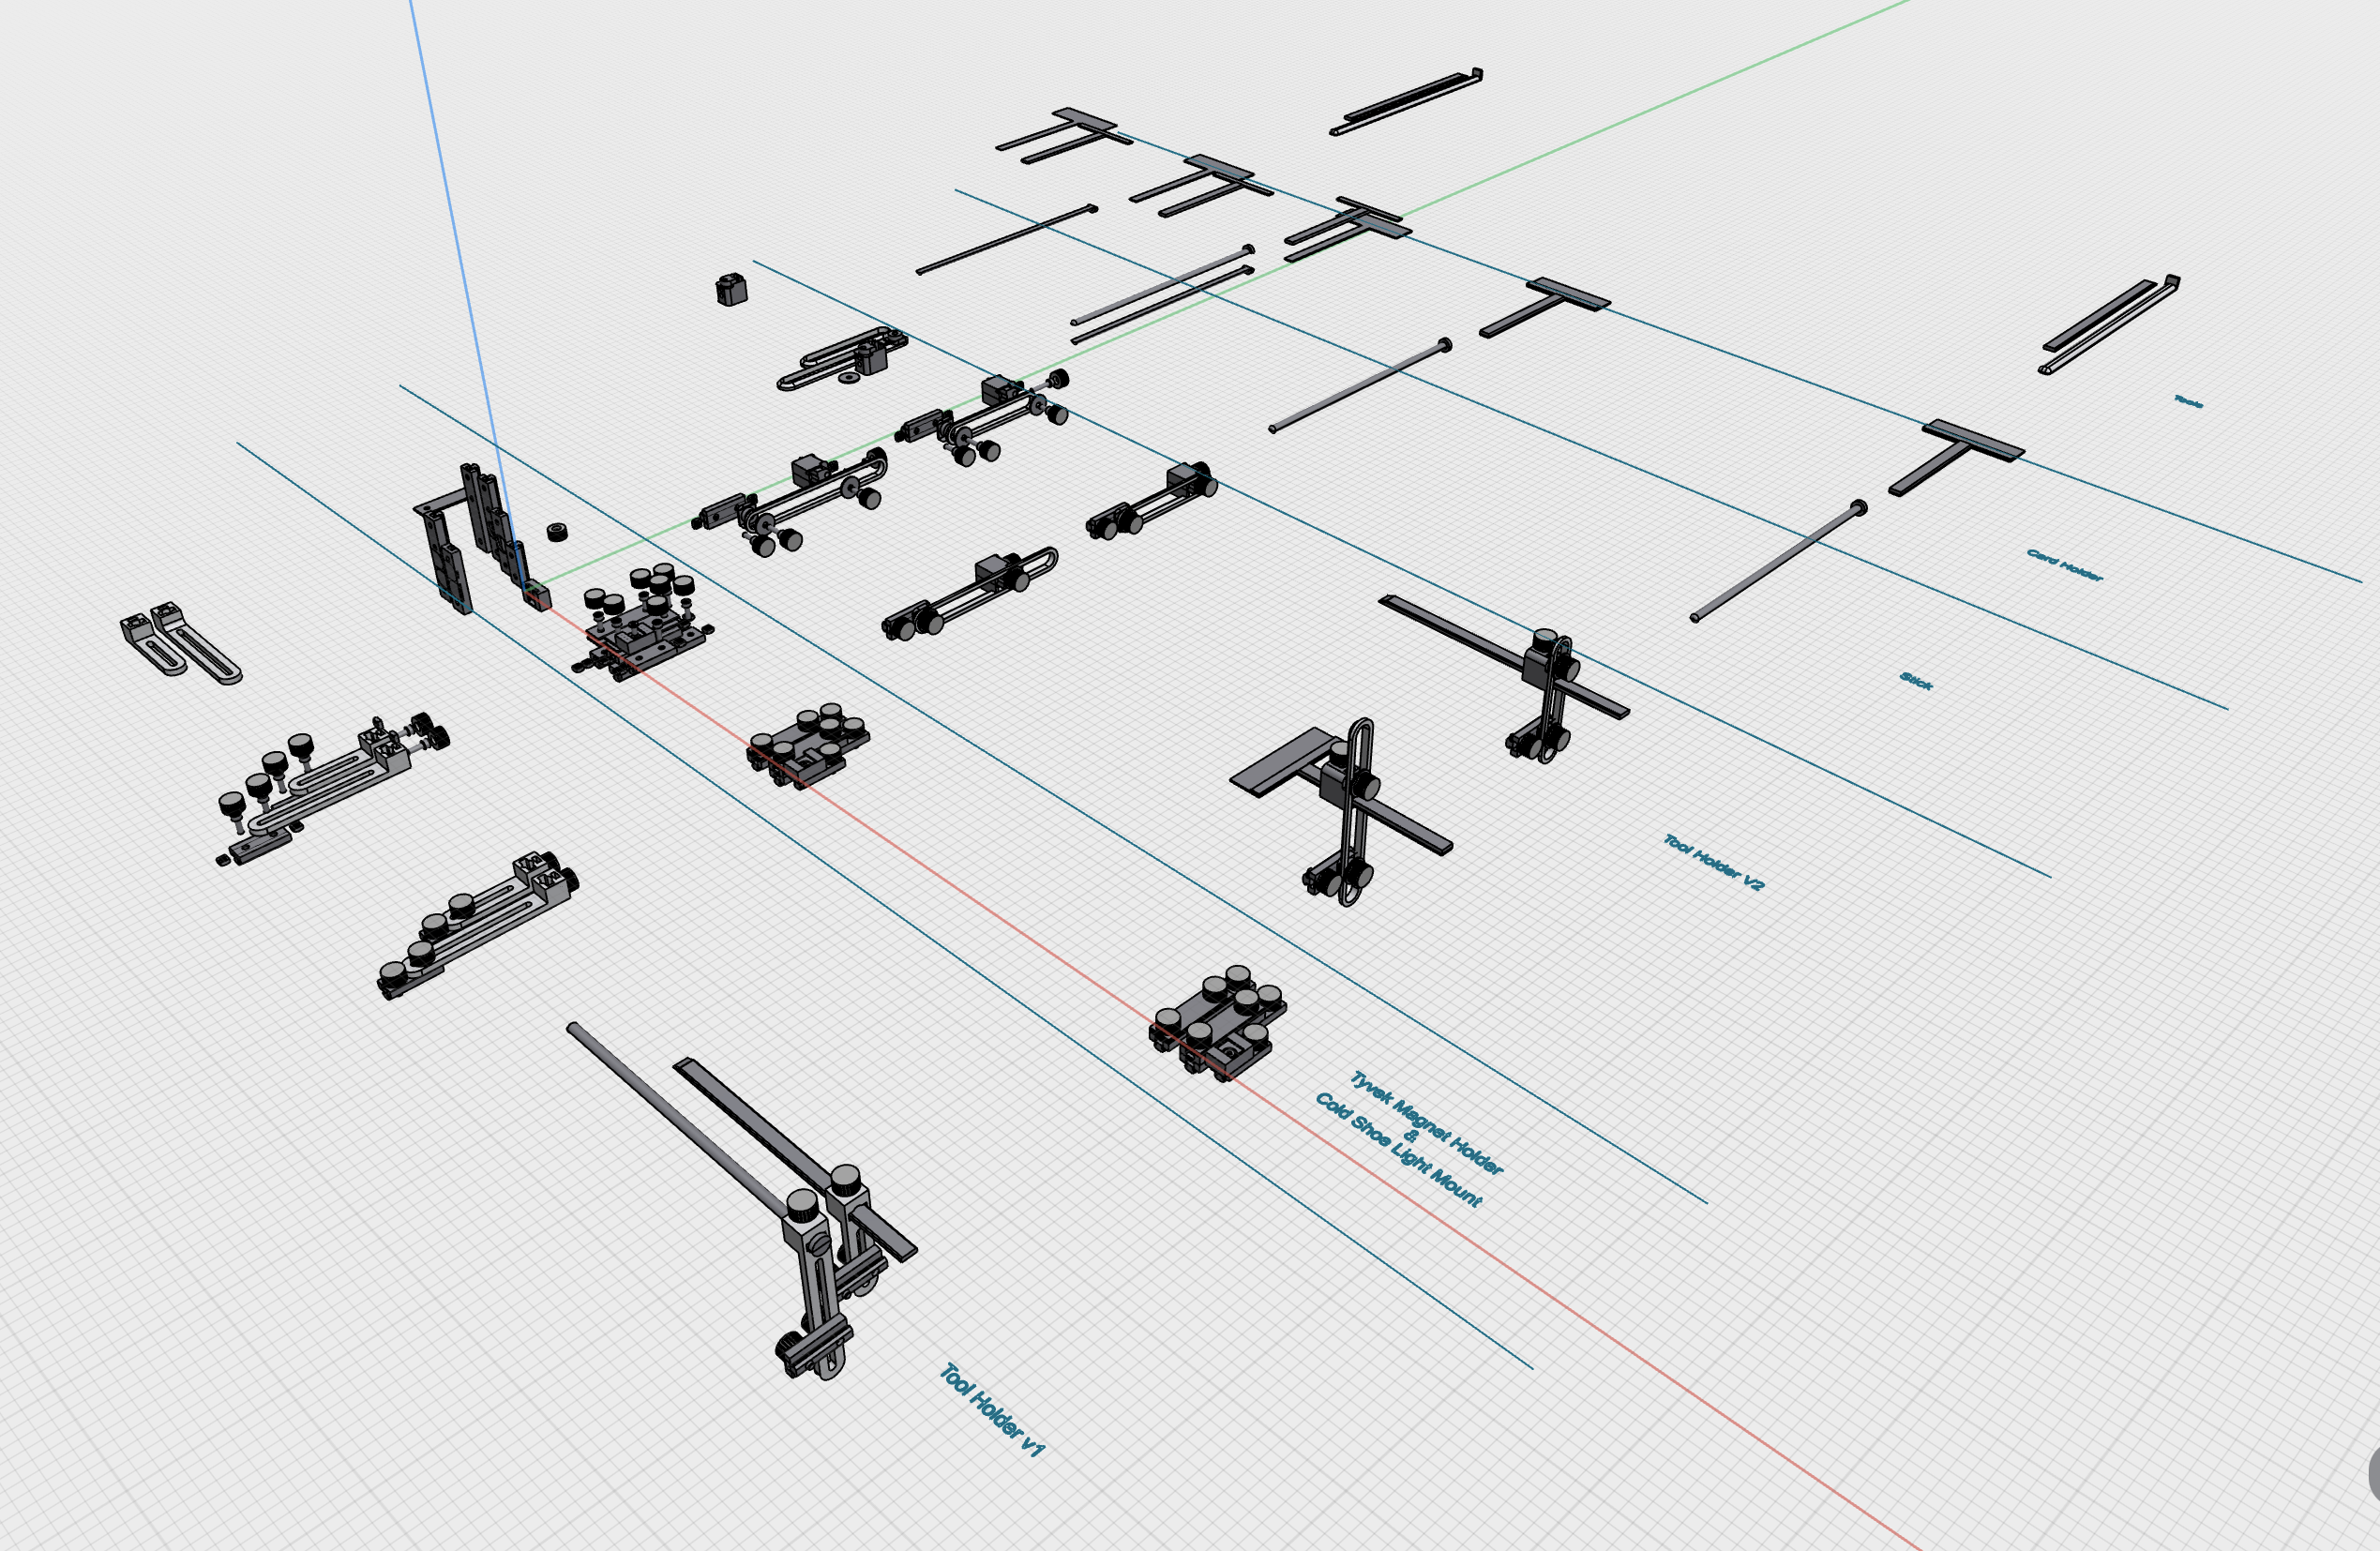 Tools
Card Holder
Stick
Tool Holder v2
Tyvek Magnet Holder
&
Cold Shoe Light Mount
Tool Holder v1